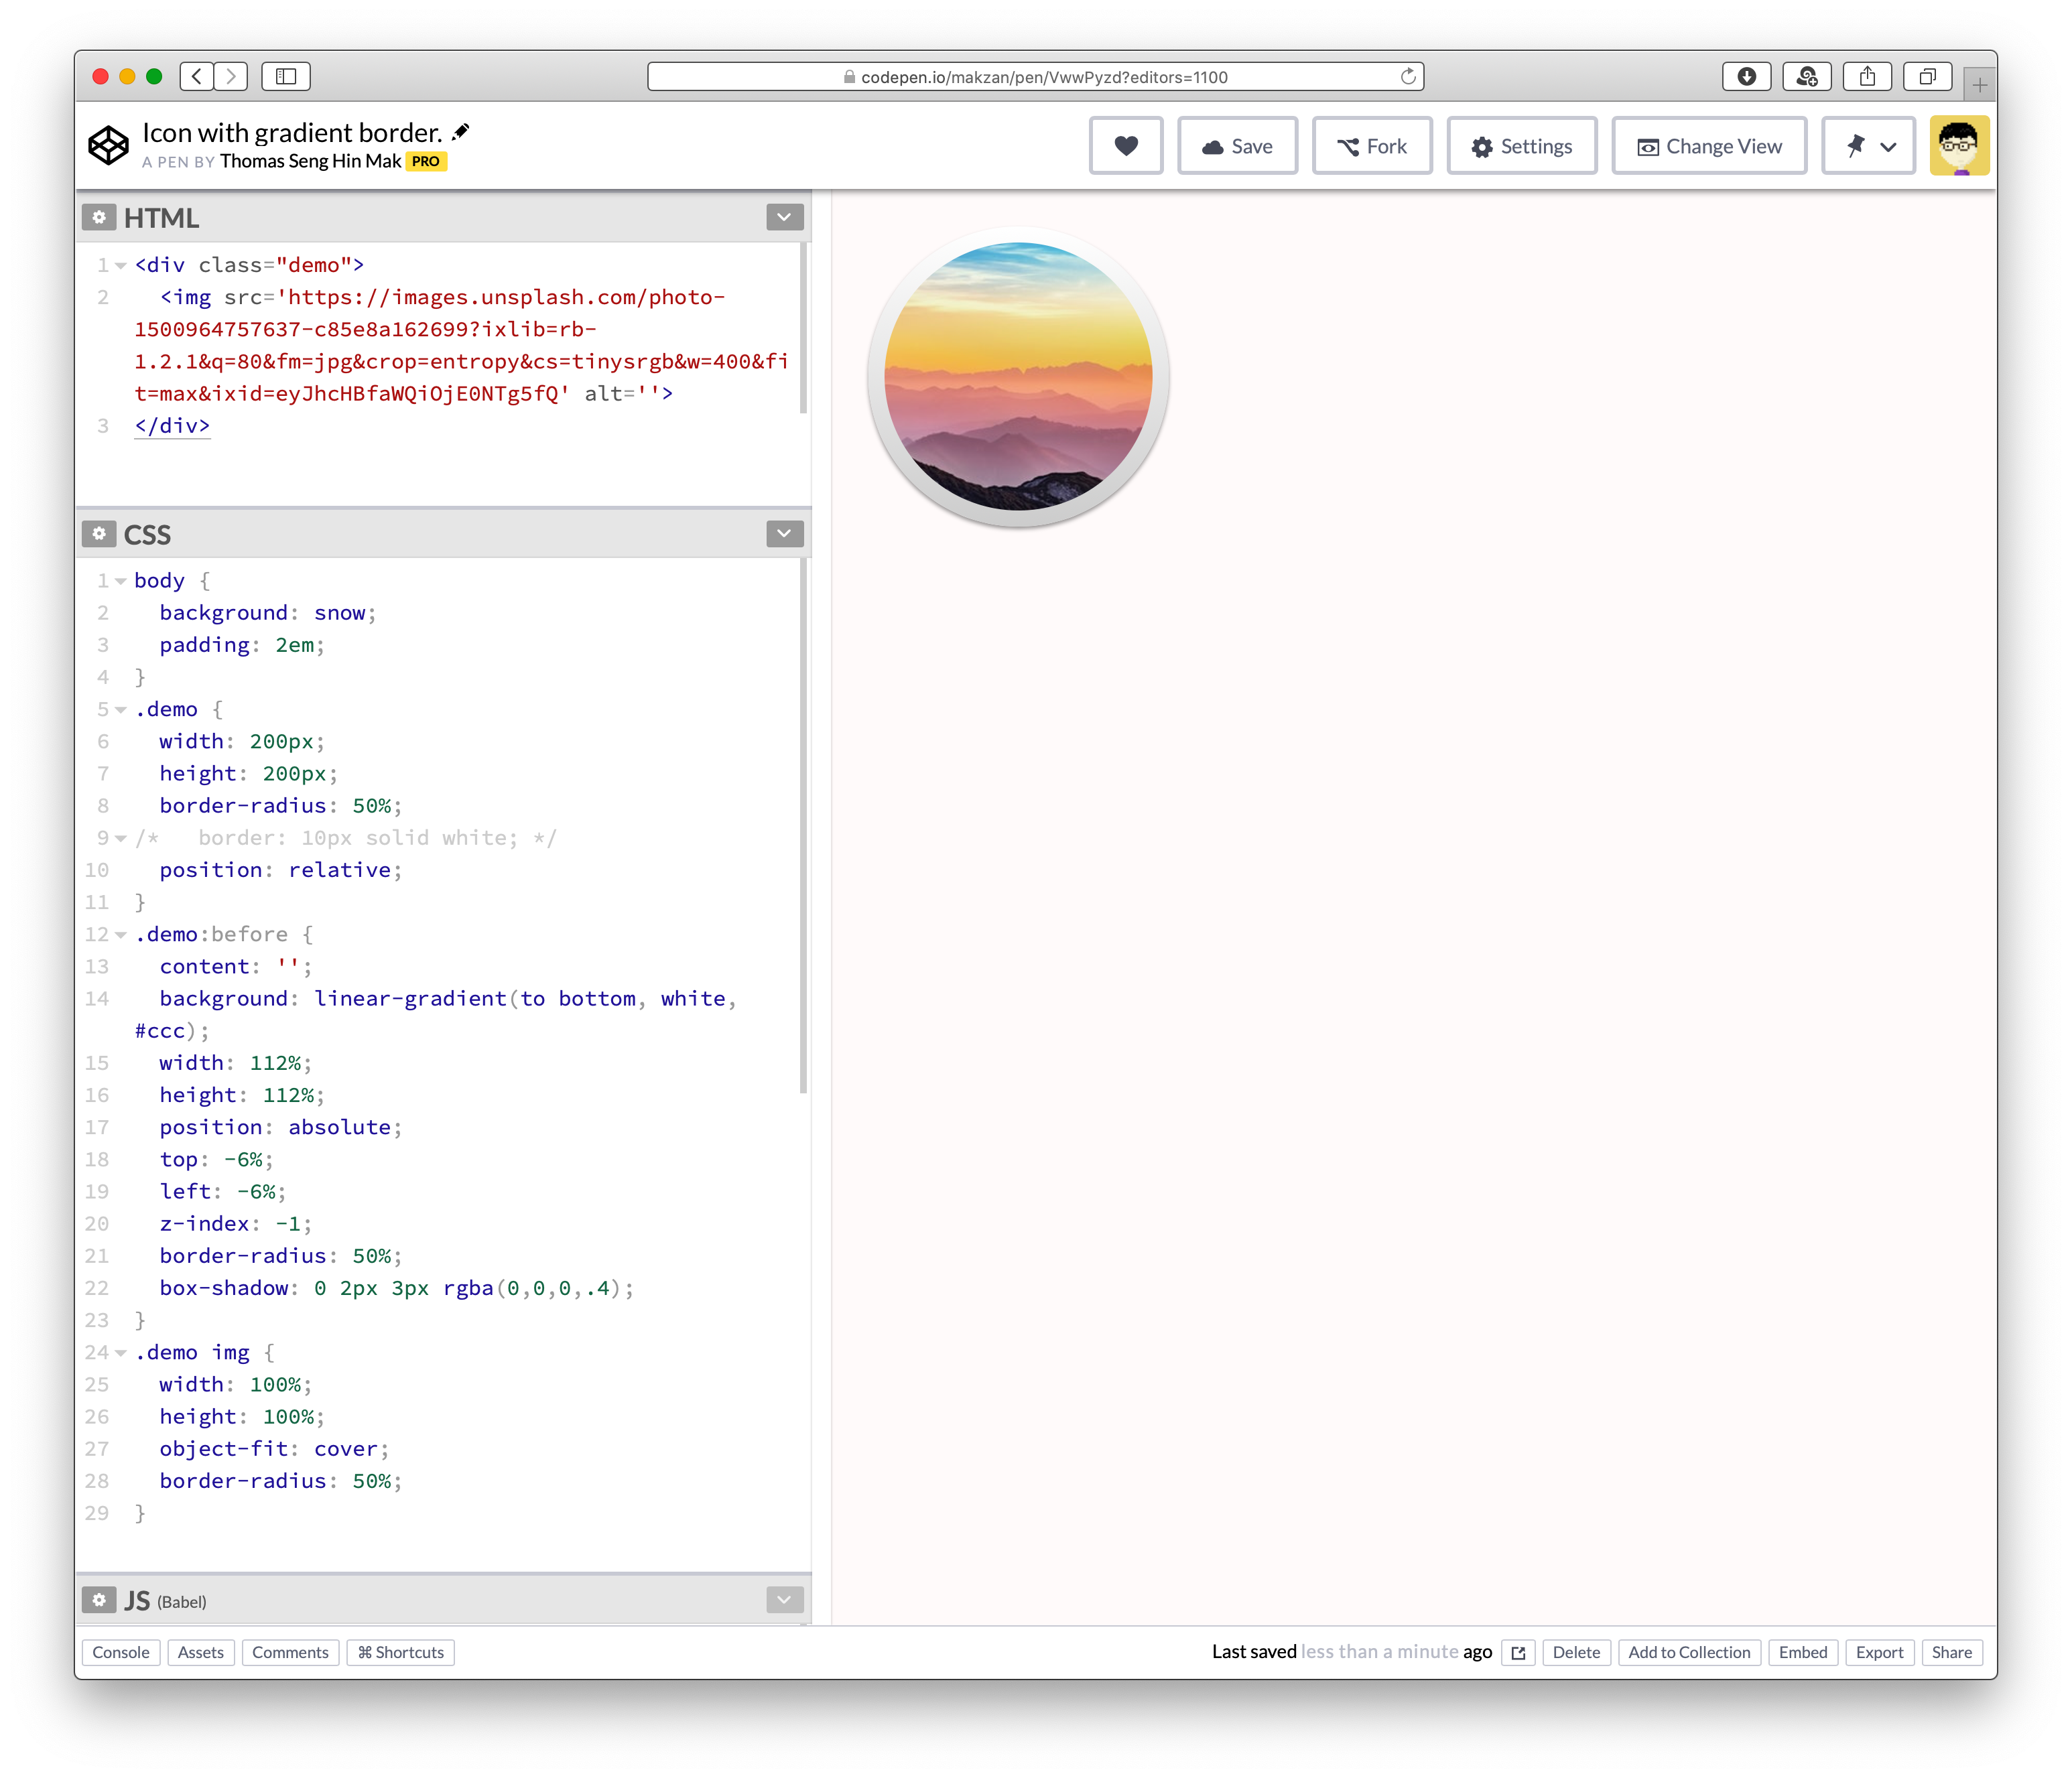 codepen.io/makzan/pen/VwwPyzd?editors=1100
Icon with gradient border.
A PEN BY Thomas Seng Hin Mak PRO
Save
Fork
Settings
Change View
HTML
1 <div class="demo">
2 <img src='https://images.unsplash.com/photo-
1500964757637-c85e8a162699?ixlib=rb-
1.2.1&q=80&fm=jpg&crop=entropy&cs=tinysrgb&w=400&fi
t=max&ixid=eyJhcHBfaWQiOjE0NTg5fQ' alt=''>
3 </div>
CSS
1 body {
2 background: snow;
3 padding: 2em;
4 }
5 .demo {
6 width: 200px;
7 height: 200px;
8 border-radius: 50%;
9 /* border: 10px solid white; */
10 position: relative;
11 }
12 .demo:before {
13 content: '';
14 background: linear-gradient(to bottom, white,
#ccc);
15 width: 112%;
16 height: 112%;
17 position: absolute;
18 top: -6%;
19 left: -6%;
20 z-index: -1;
21 border-radius: 50%;
22 box-shadow: 0 2px 3px rgba(0,0,0,.4);
23 }
24 .demo img {
25 width: 100%;
26 height: 100%;
27 object-fit: cover;
28 border-radius: 50%;
29 }
JS (Babel)
Console
Assets
Comments
⌘ Shortcuts
Last saved less than a minute ago
Delete
Add to Collection
Embed
Export
Share